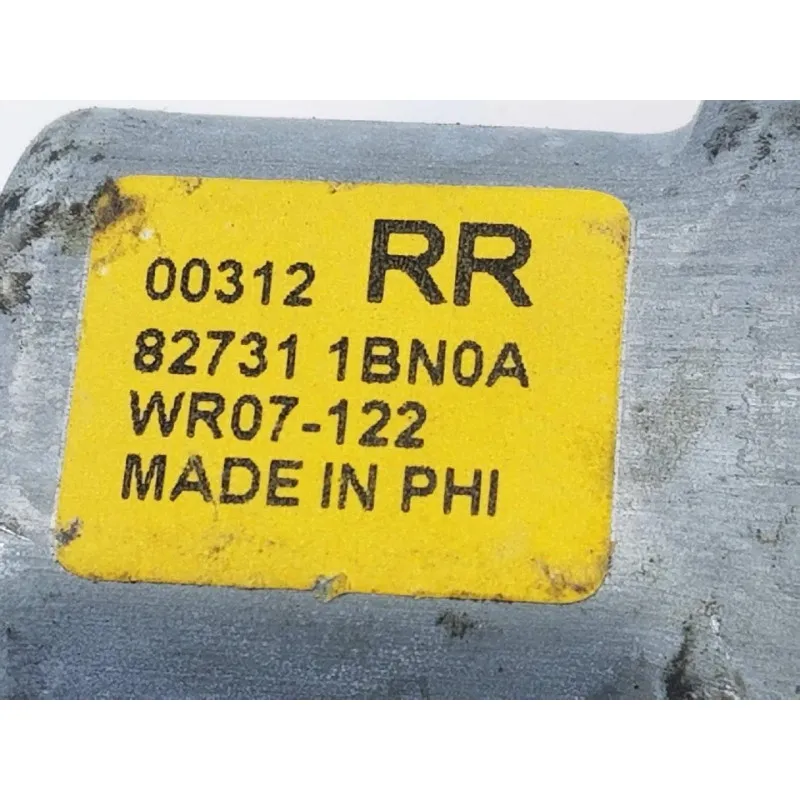 00312 RR
82731 1BN0A
WR07-122
MADE IN PHI